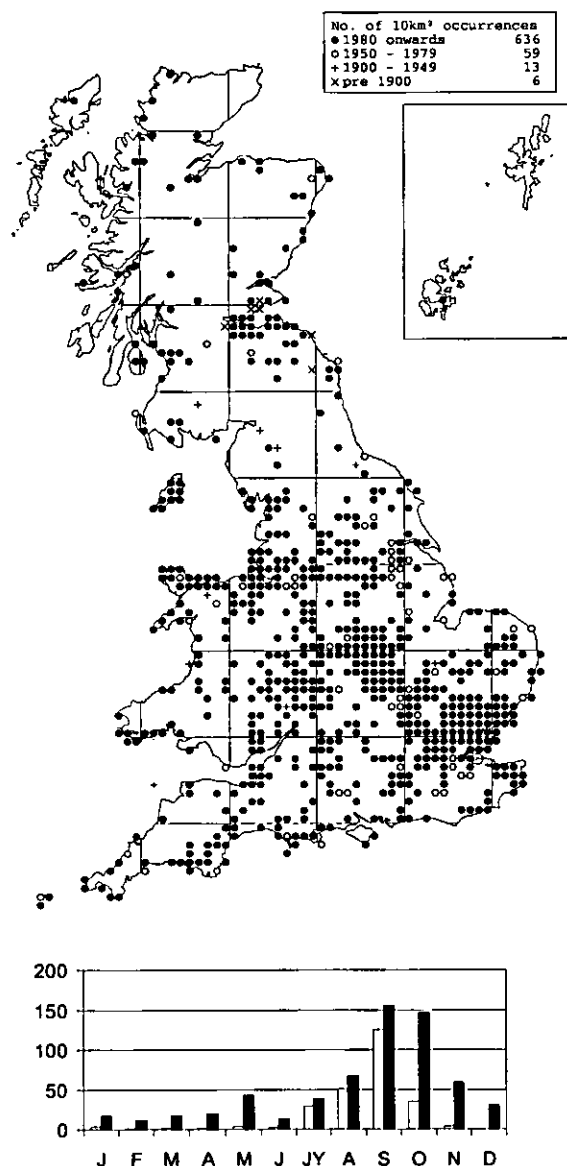 No. of 10km² occurrences
● 1980 onwards 636
○ 1950 - 1979 59
+ 1900 - 1949 13
× pre 1900 6
200
150
100
50
0
J F M A M J JY A S O N D